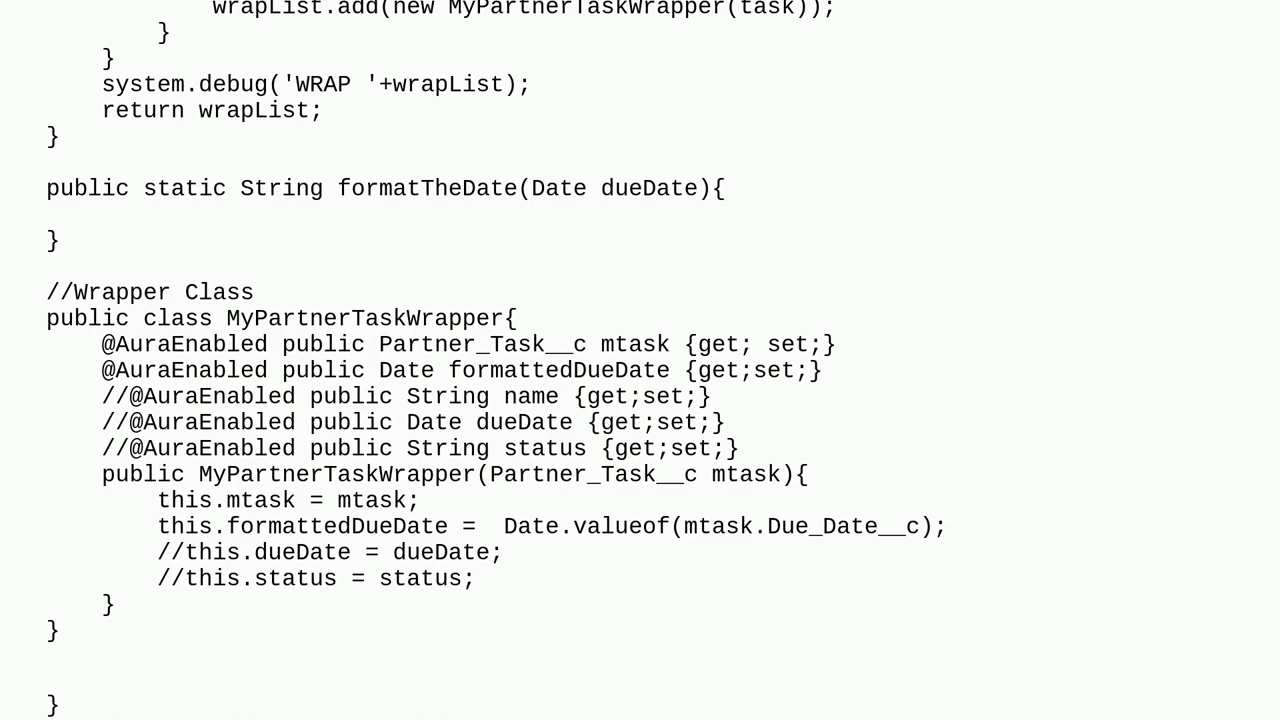 wrapList.add(new MyPartnerTaskWrapper(task));
}
}
system.debug('WRAP '+wrapList);
return wrapList;
}
public static String formatTheDate(Date dueDate){
}
//Wrapper Class
public class MyPartnerTaskWrapper{
@AuraEnabled public Partner_Task__c mtask {get; set;}
@AuraEnabled public Date formattedDueDate {get;set;}
//@AuraEnabled public String name {get;set;}
//@AuraEnabled public Date dueDate {get;set;}
//@AuraEnabled public String status {get;set;}
public MyPartnerTaskWrapper(Partner_Task__c mtask){
this.mtask = mtask;
this.formattedDueDate =  Date.valueof(mtask.Due_Date__c);
//this.dueDate = dueDate;
//this.status = status;
}
}
}